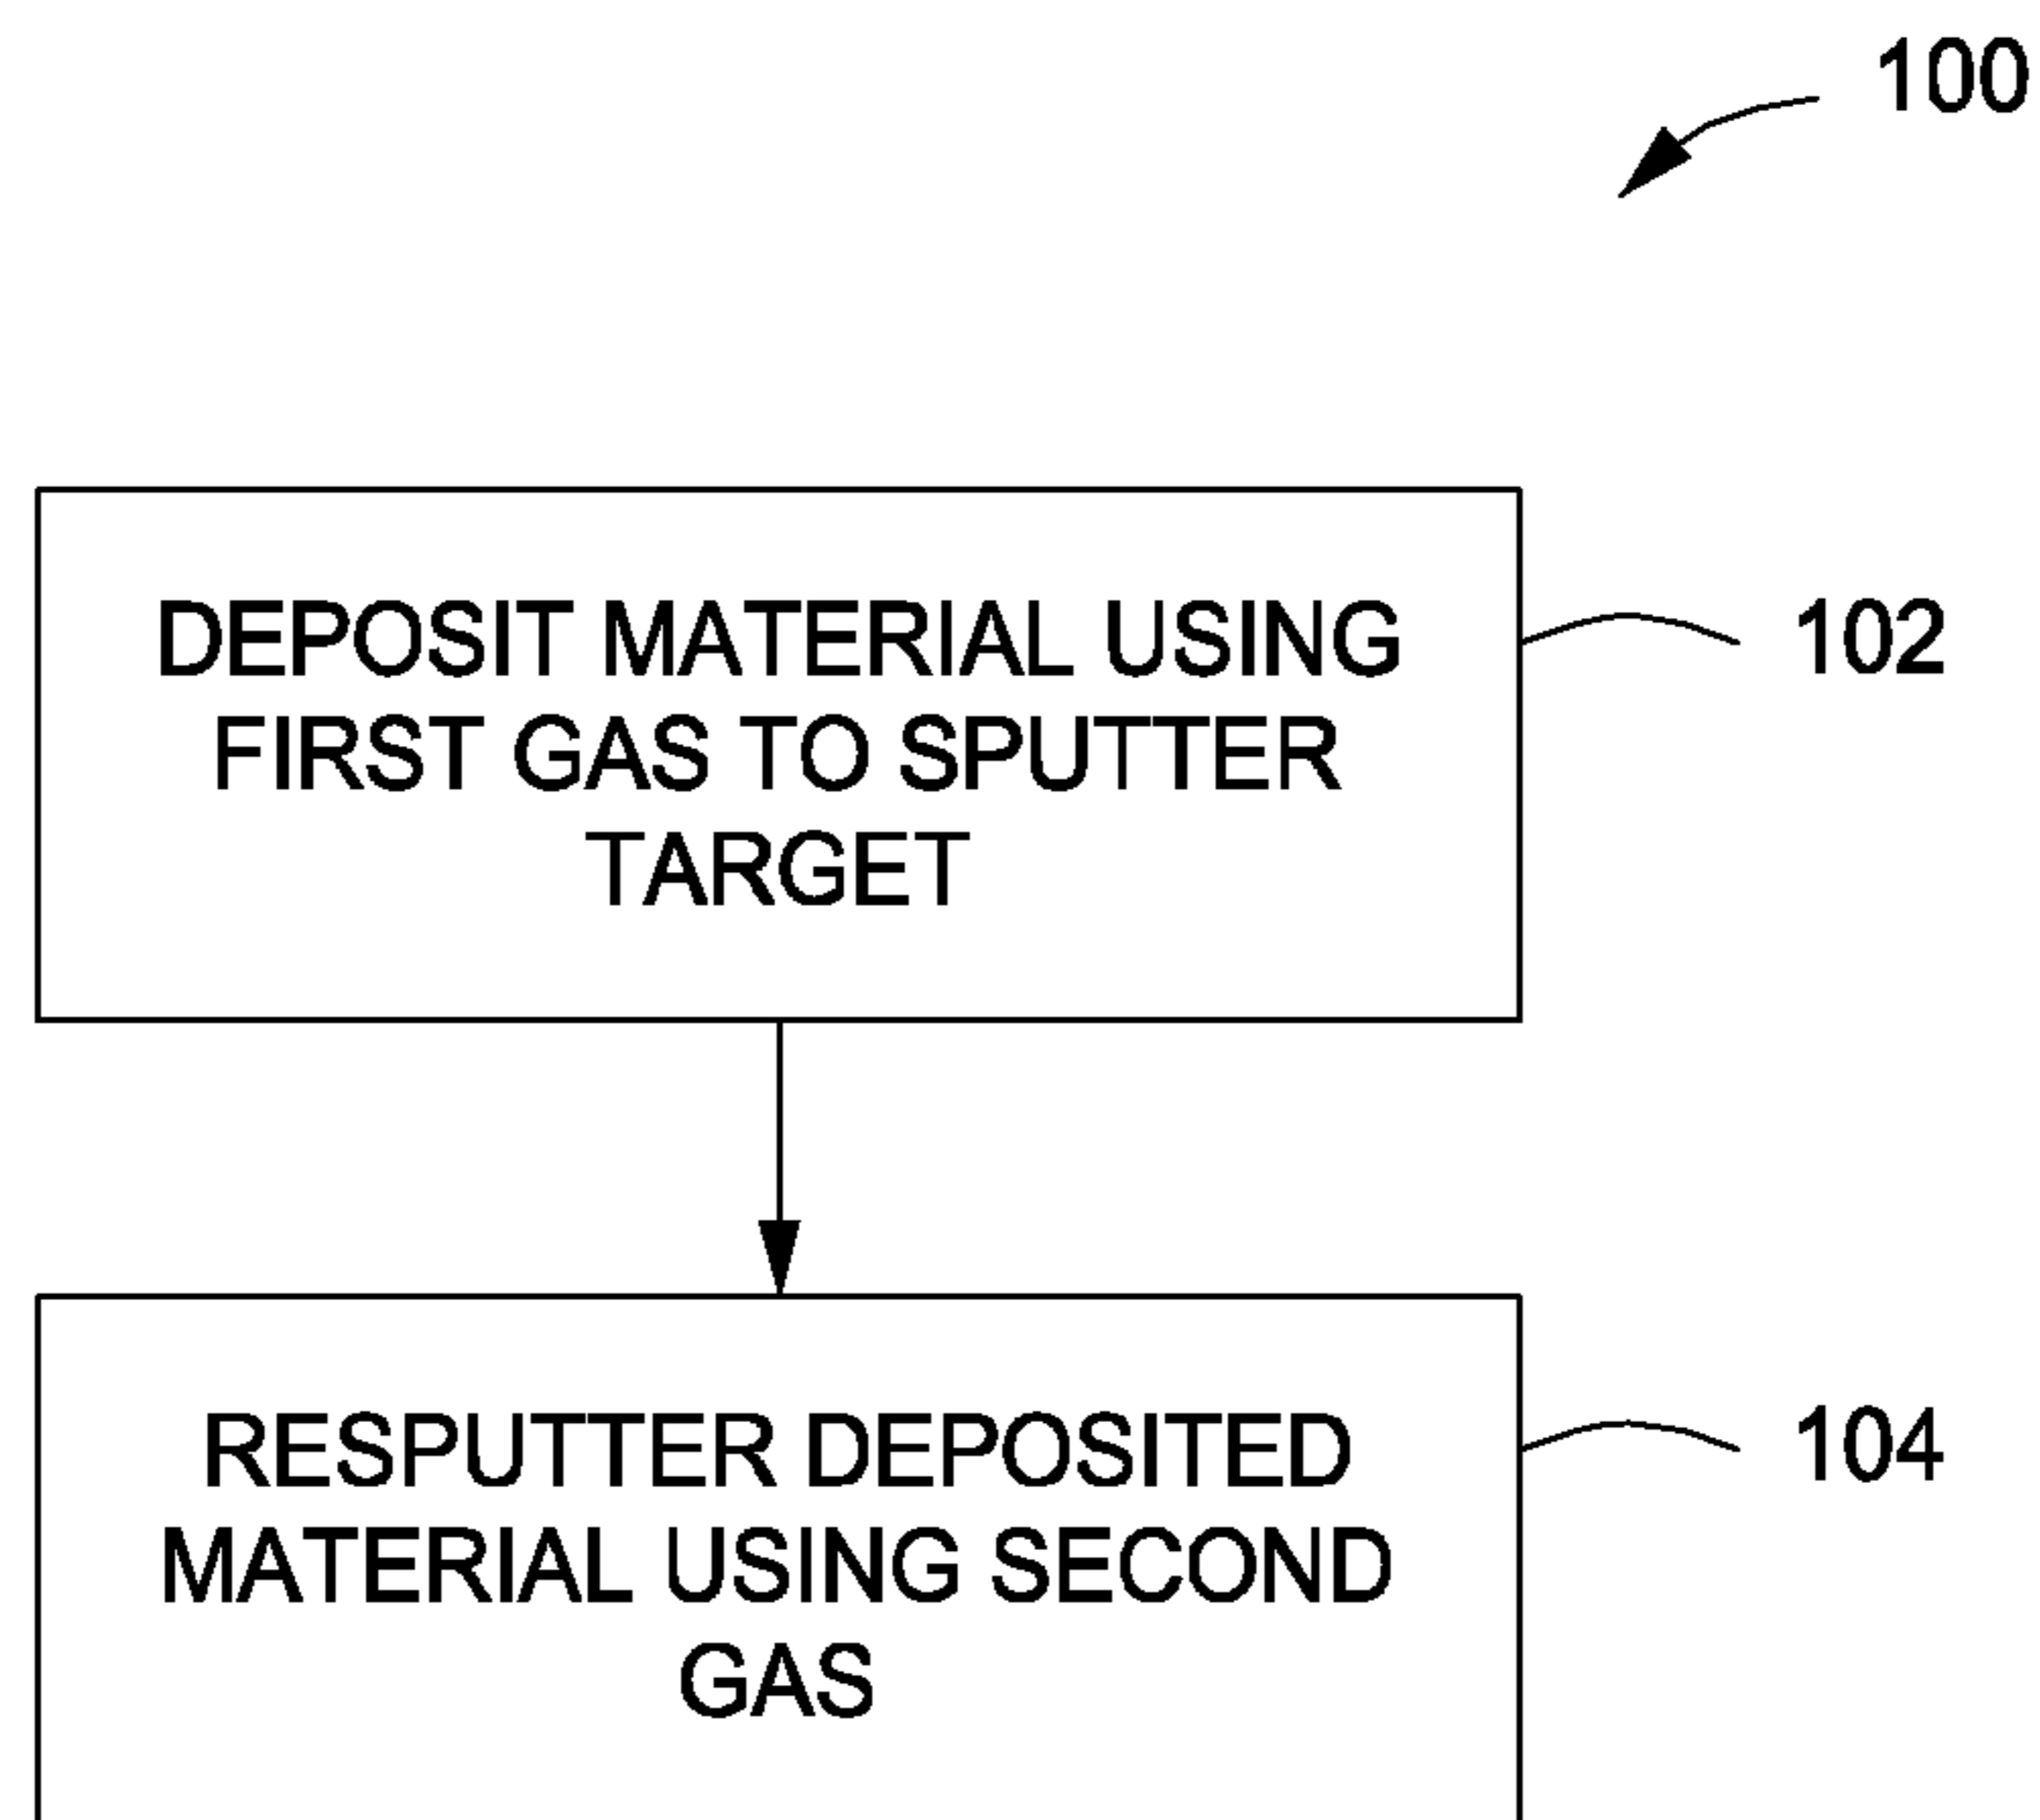 100
DEPOSIT MATERIAL USING
FIRST GAS TO SPUTTER
TARGET
102
RESPUTTER DEPOSITED
MATERIAL USING SECOND
GAS
104